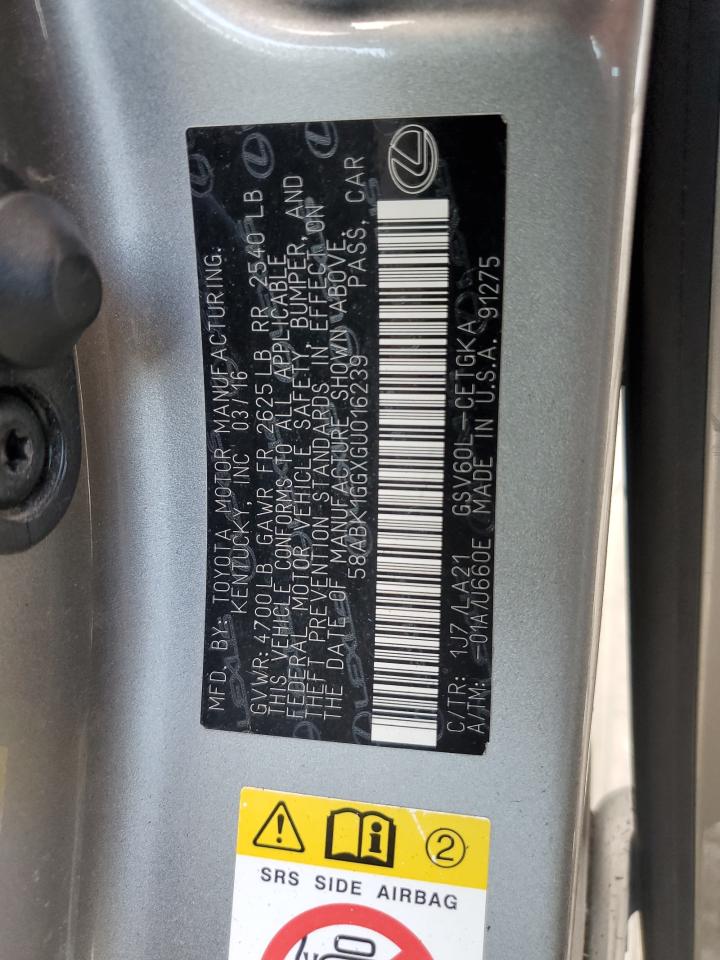 MFD. BY: TOYOTA MOTOR MANUFACTURING.
KENTUCKY, INC 03/16
GVWR: 4700 LB GAWR FR 2625 LB RR 2540 LB
THIS VEHICLE CONFORMS TO ALL APPLICABLE
FEDERAL MOTOR VEHICLE SAFETY, BUMPER, AND
THEFT PREVENTION STANDARDS IN EFFECT ON
THE DATE OF MANUFACTURE SHOWN ABOVE.
58ABK1GGXGU016239 PASS, CAR
C/TR: 1J7/LA21 GSV60L-CETGKA
A/TM: -01A/U660E MADE IN U.S.A. 91275
2
SRS SIDE AIRBAG